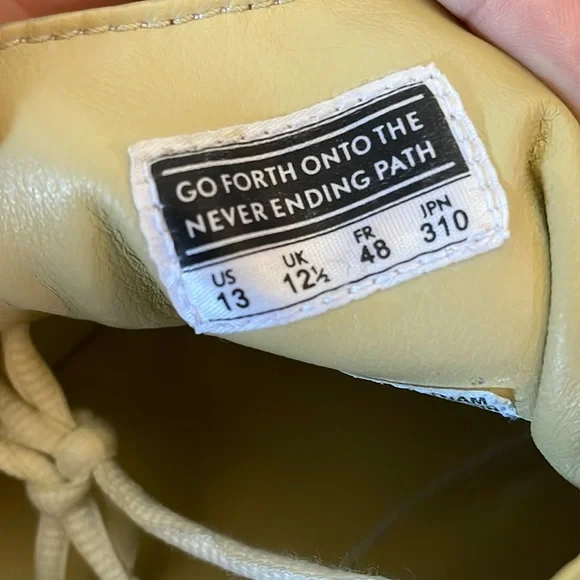 GO FORTH ONTO THE
NEVER ENDING PATH
US UK FR JPN
13 12½ 48 310